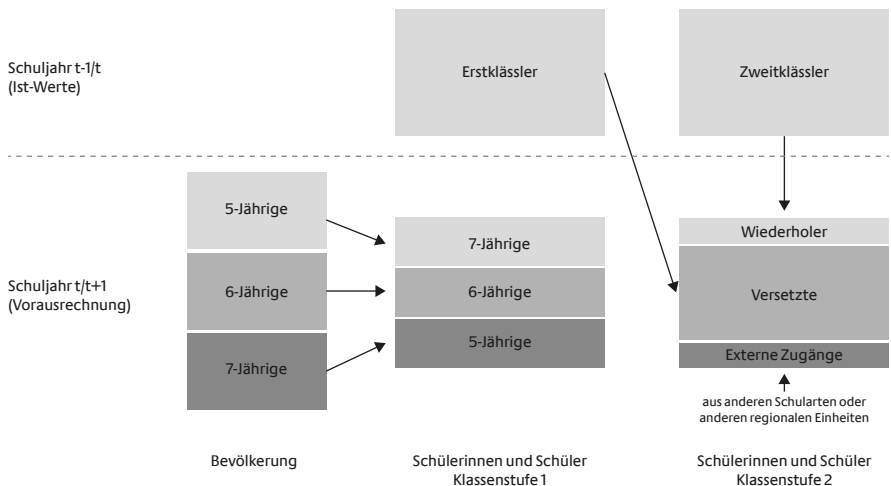 Schuljahr t-1/t
(Ist-Werte)
Erstklässler
Zweitklässler
Schuljahr t/t+1
(Vorausrechnung)
5-Jährige
6-Jährige
7-Jährige
7-Jährige
6-Jährige
5-Jährige
Wiederholer
Versetzte
Externe Zugänge
aus anderen Schularten oder
anderen regionalen Einheiten
Bevölkerung
Schülerinnen und Schüler
Klassenstufe 1
Schülerinnen und Schüler
Klassenstufe 2